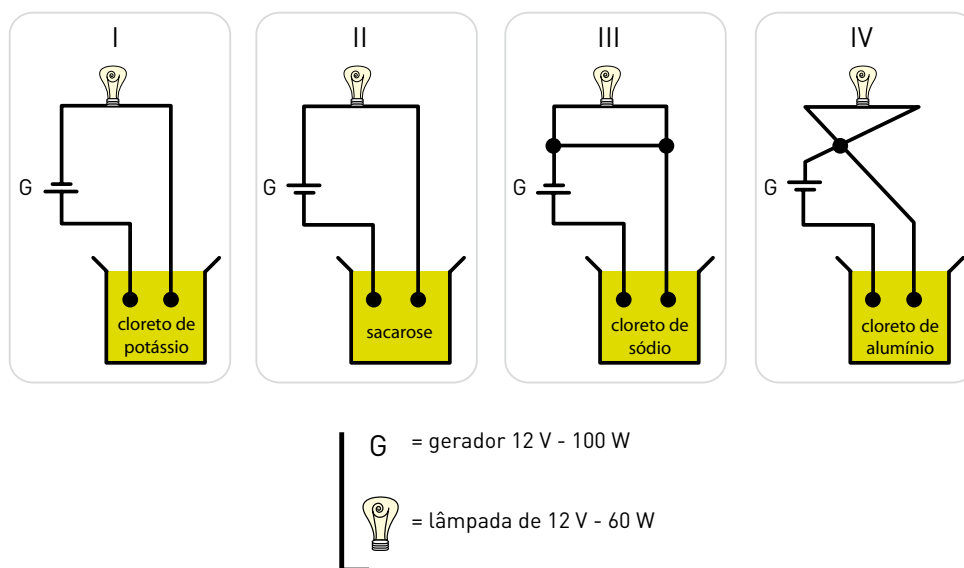 I
II
III
IV
G
G
G
G
cloreto de
potássio
sacarose
cloreto de
sódio
cloreto de
alumínio
G = gerador 12 V - 100 W
= lâmpada de 12 V - 60 W